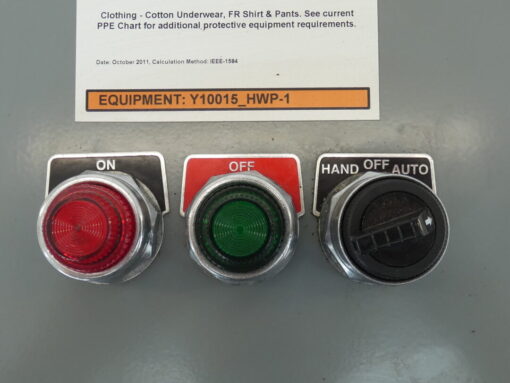 Clothing - Cotton Underwear, FR Shirt & Pants. See current
PPE Chart for additional protective equipment requirements.
Date: October 2011, Calculation Method: IEEE-1584
EQUIPMENT: Y10015_HWP-1
ON
OFF
HAND OFF AUTO